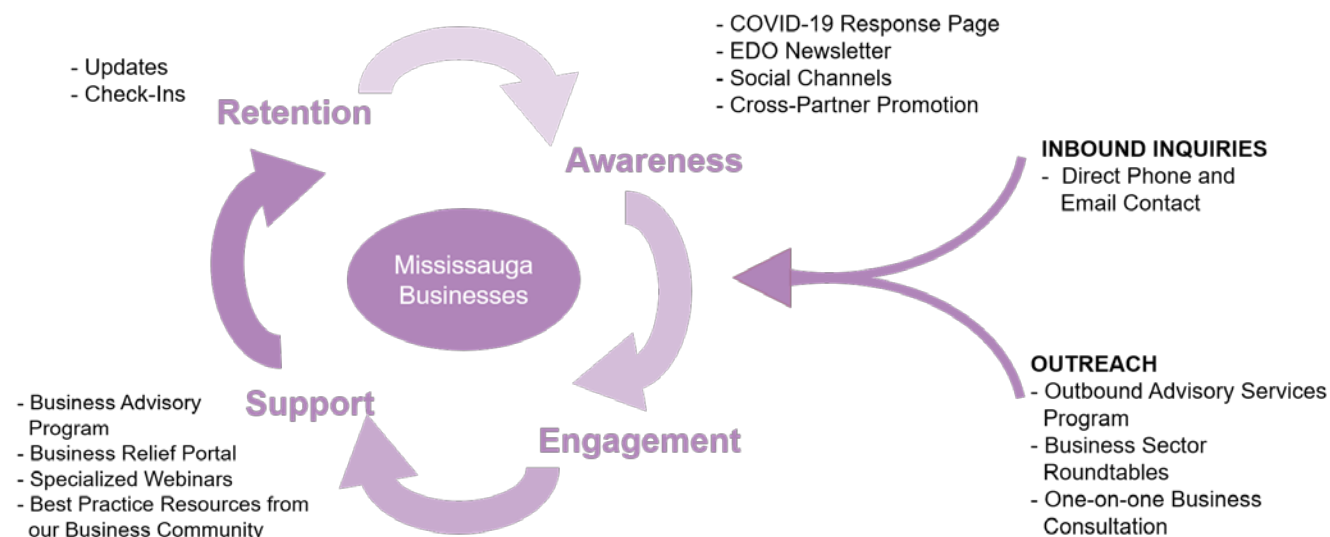 - COVID-19 Response Page
- EDO Newsletter
- Social Channels
- Cross-Partner Promotion
- Updates
- Check-Ins
Retention
Awareness
INBOUND INQUIRIES
- Direct Phone and
Email Contact
Mississauga
Businesses
OUTREACH
- Outbound Advisory Services
Program
- Business Sector
Roundtables
- One-on-one Business
Consultation
Support
- Business Advisory
Program
- Business Relief Portal
- Specialized Webinars
- Best Practice Resources from
our Business Community
Engagement